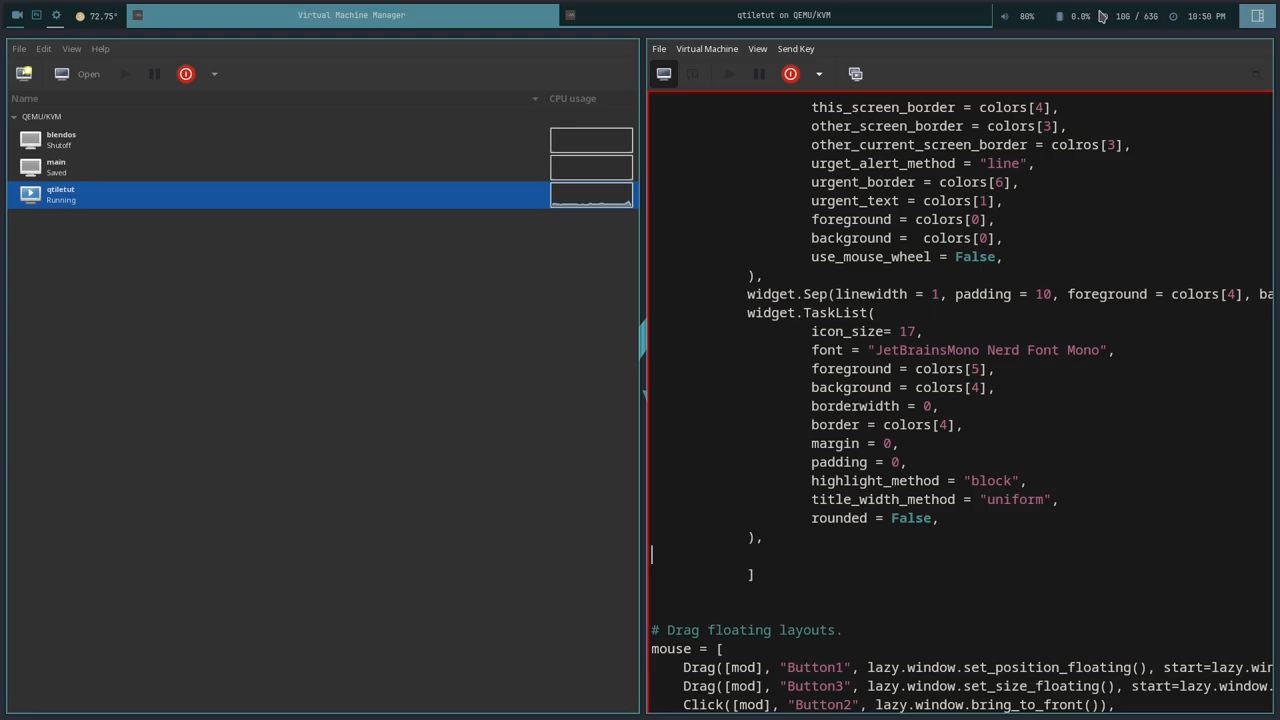 72.75°
Virtual Machine Manager
qtiletut on QEMU/KVM
80%
0.0%
10G / 63G
10:50 PM
File Edit View Help
Open
Name CPU usage
QEMU/KVM
blendos
Shutoff
main
Saved
qtiletut
Running
File Virtual Machine View Send Key
this_screen_border = colors[4],
other_screen_border = colors[3],
other_current_screen_border = colros[3],
urget_alert_method = "line",
urgent_border = colors[6],
urgent_text = colors[1],
foreground = colors[0],
background =  colors[0],
use_mouse_wheel = False,
),
widget.Sep(linewidth = 1, padding = 10, foreground = colors[4], ba
widget.TaskList(
icon_size= 17,
font = "JetBrainsMono Nerd Font Mono",
foreground = colors[5],
background = colors[4],
borderwidth = 0,
border = colors[4],
margin = 0,
padding = 0,
highlight_method = "block",
title_width_method = "uniform",
rounded = False,
),
]
# Drag floating layouts.
mouse = [
Drag([mod], "Button1", lazy.window.set_position_floating(), start=lazy.win
Drag([mod], "Button3", lazy.window.set_size_floating(), start=lazy.window.
Click([mod], "Button2", lazy.window.bring_to_front()),